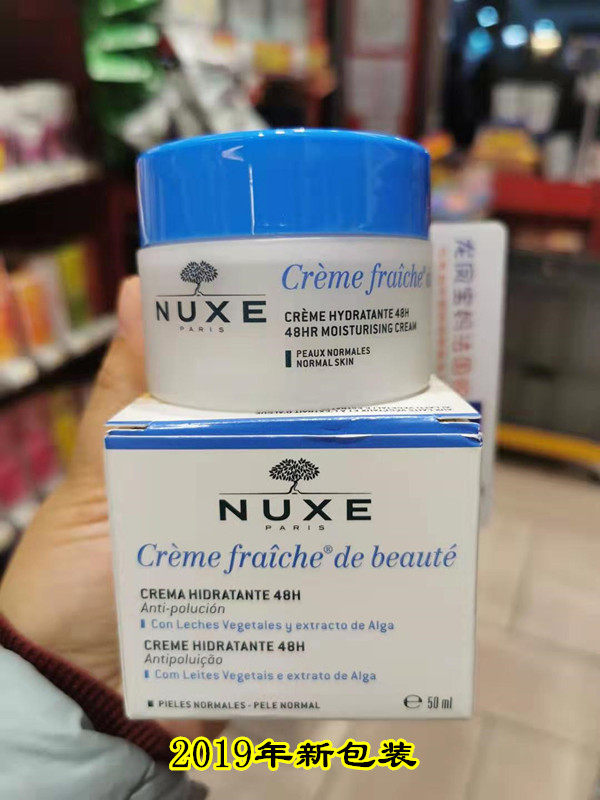 NUXE
PARIS
Crème fraîche®
CRÈME HYDRATANTE 48H
48HR MOISTURISING CREAM
PEAUX NORMALES
NORMAL SKIN
NUXE
PARIS
Crème fraîche® de beauté
CREMA HIDRATANTE 48H
Anti-polución
Con Leches Vegetales y extracto de Alga
CREME HIDRATANTE 48H
Antipoluição
Com Leites Vegetais e extrato de Alga
PIELES NORMALES - PELE NORMAL
℮ 50 ml
2019年新包装